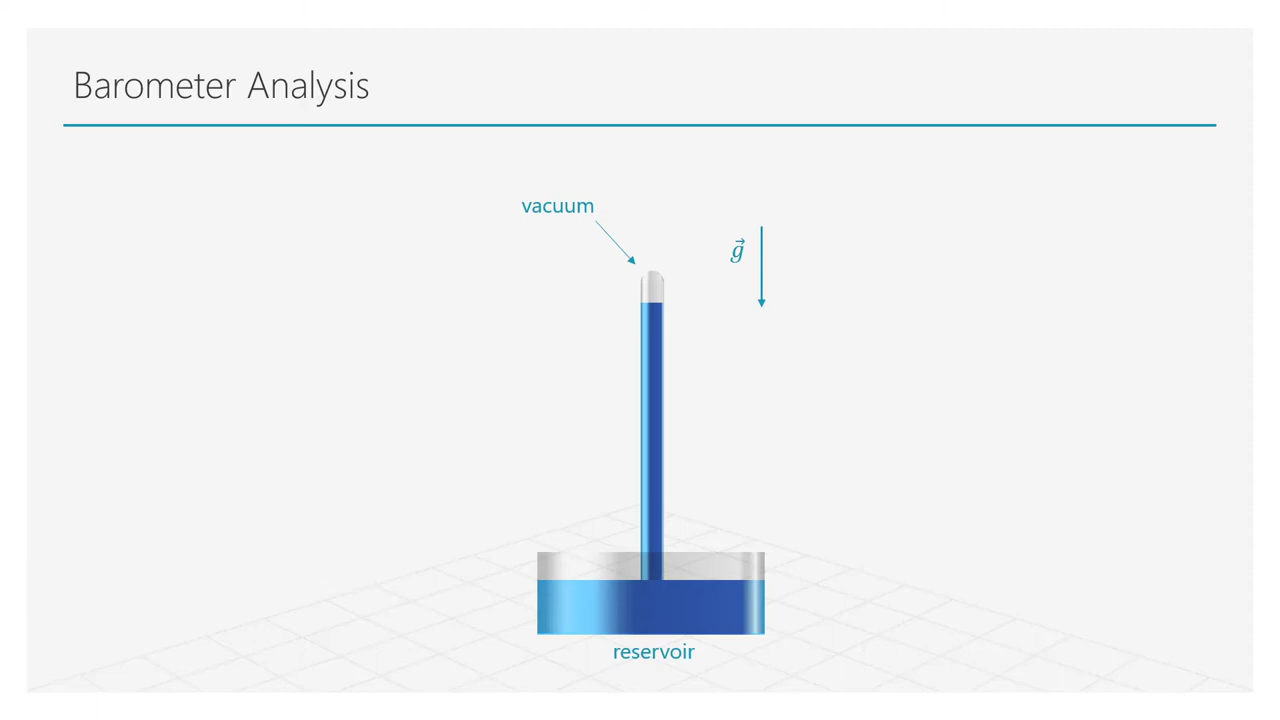 Barometer Analysis
vacuum
g⃗
reservoir